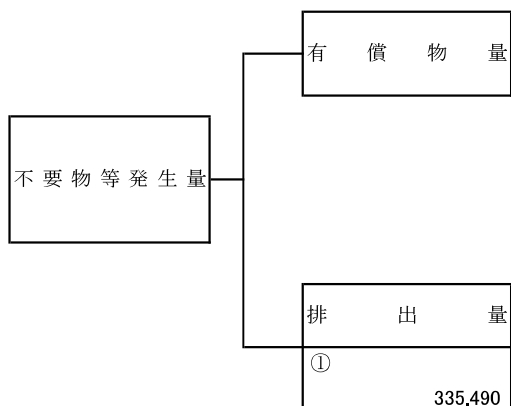 有償物量
不要物等発生量
排出量
①
335,490